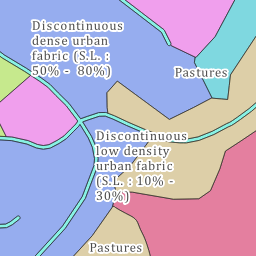 Discontinuous
dense urban
fabric (S.L. :
50% -  80%)
Pastures
Discontinuous
low density
urban fabric
(S.L. : 10% -
30%)
Pastures